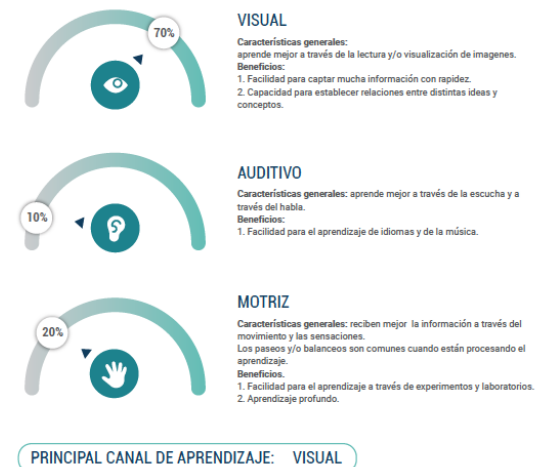 70%
VISUAL
Características generales:
aprende mejor a través de la lectura y/o visualización de imagenes.
Beneficios:
1. Facilidad para captar mucha información con rapidez.
2. Capacidad para establecer relaciones entre distintas ideas y
conceptos.
10%
AUDITIVO
Características generales: aprende mejor a través de la escucha y a
través del habla.
Beneficios:
1. Facilidad para el aprendizaje de idiomas y de la música.
20%
MOTRIZ
Características generales: reciben mejor la información a través del
movimiento y las sensaciones.
Los paseos y/o balanceos son comunes cuando están procesando el
aprendizaje.
Beneficios.
1. Facilidad para el aprendizaje a través de experimentos y laboratorios.
2. Aprendizaje profundo.
PRINCIPAL CANAL DE APRENDIZAJE: VISUAL